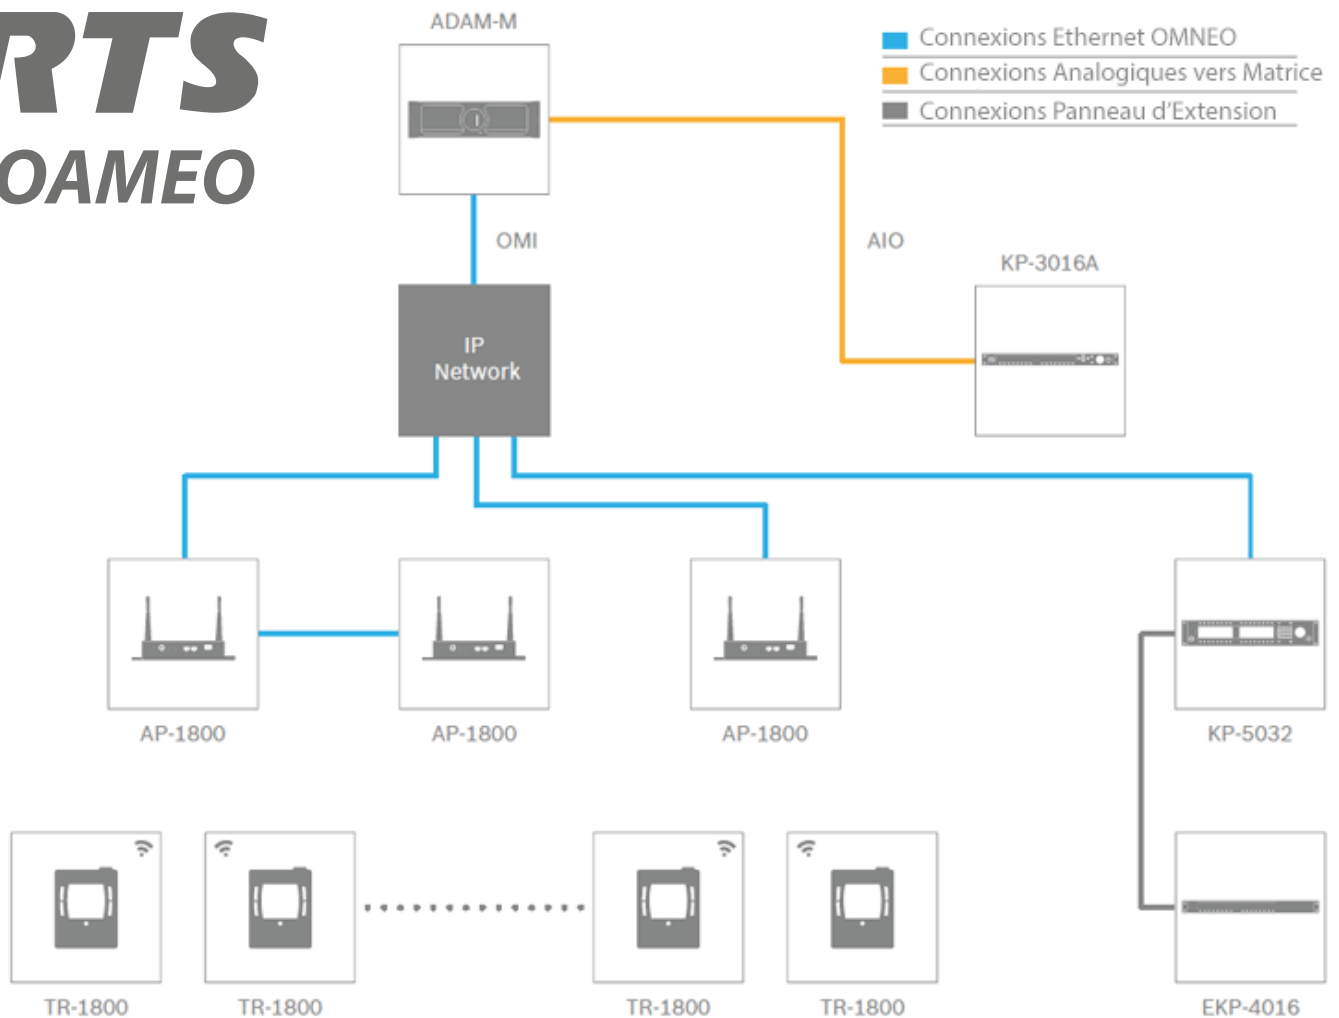 RTS
OAMEO
ADAM-M
Connexions Ethernet OMNEO
Connexions Analogiques vers Matrice
Connexions Panneau d'Extension
OMI
AIO
KP-3016A
IP
Network
AP-1800
AP-1800
AP-1800
KP-5032
TR-1800
TR-1800
TR-1800
TR-1800
EKP-4016